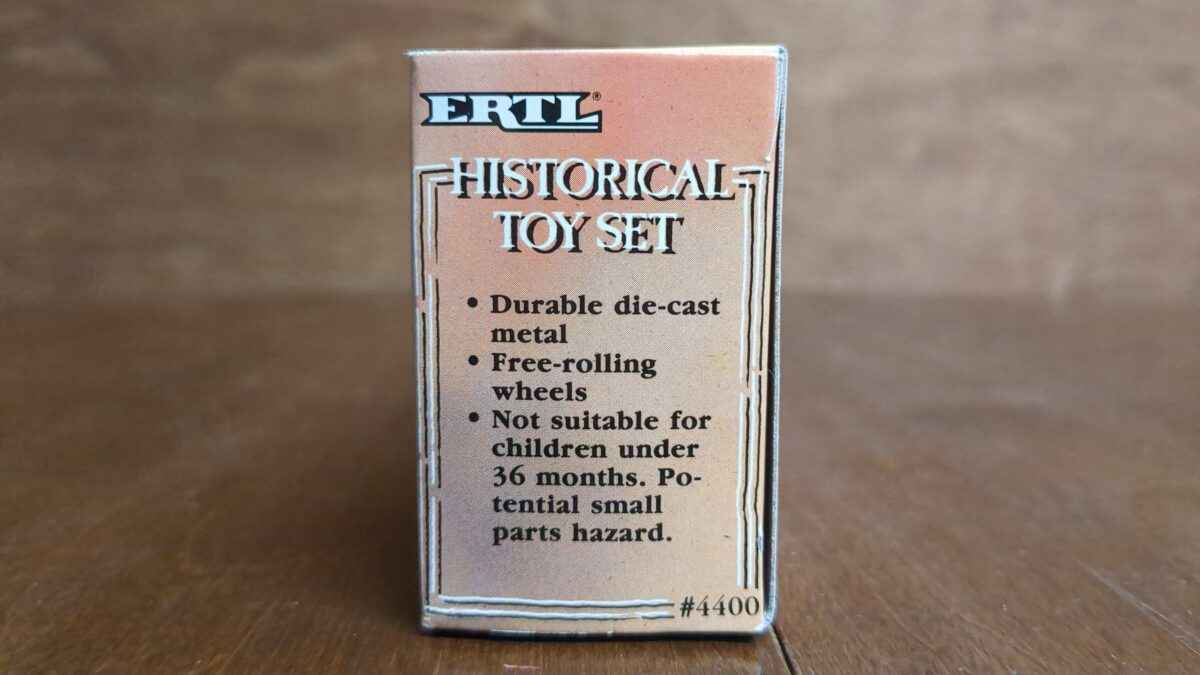 ERTL®
HISTORICAL
TOY SET
• Durable die-cast
metal
• Free-rolling
wheels
• Not suitable for
children under
36 months. Po-
tential small
parts hazard.
#4400